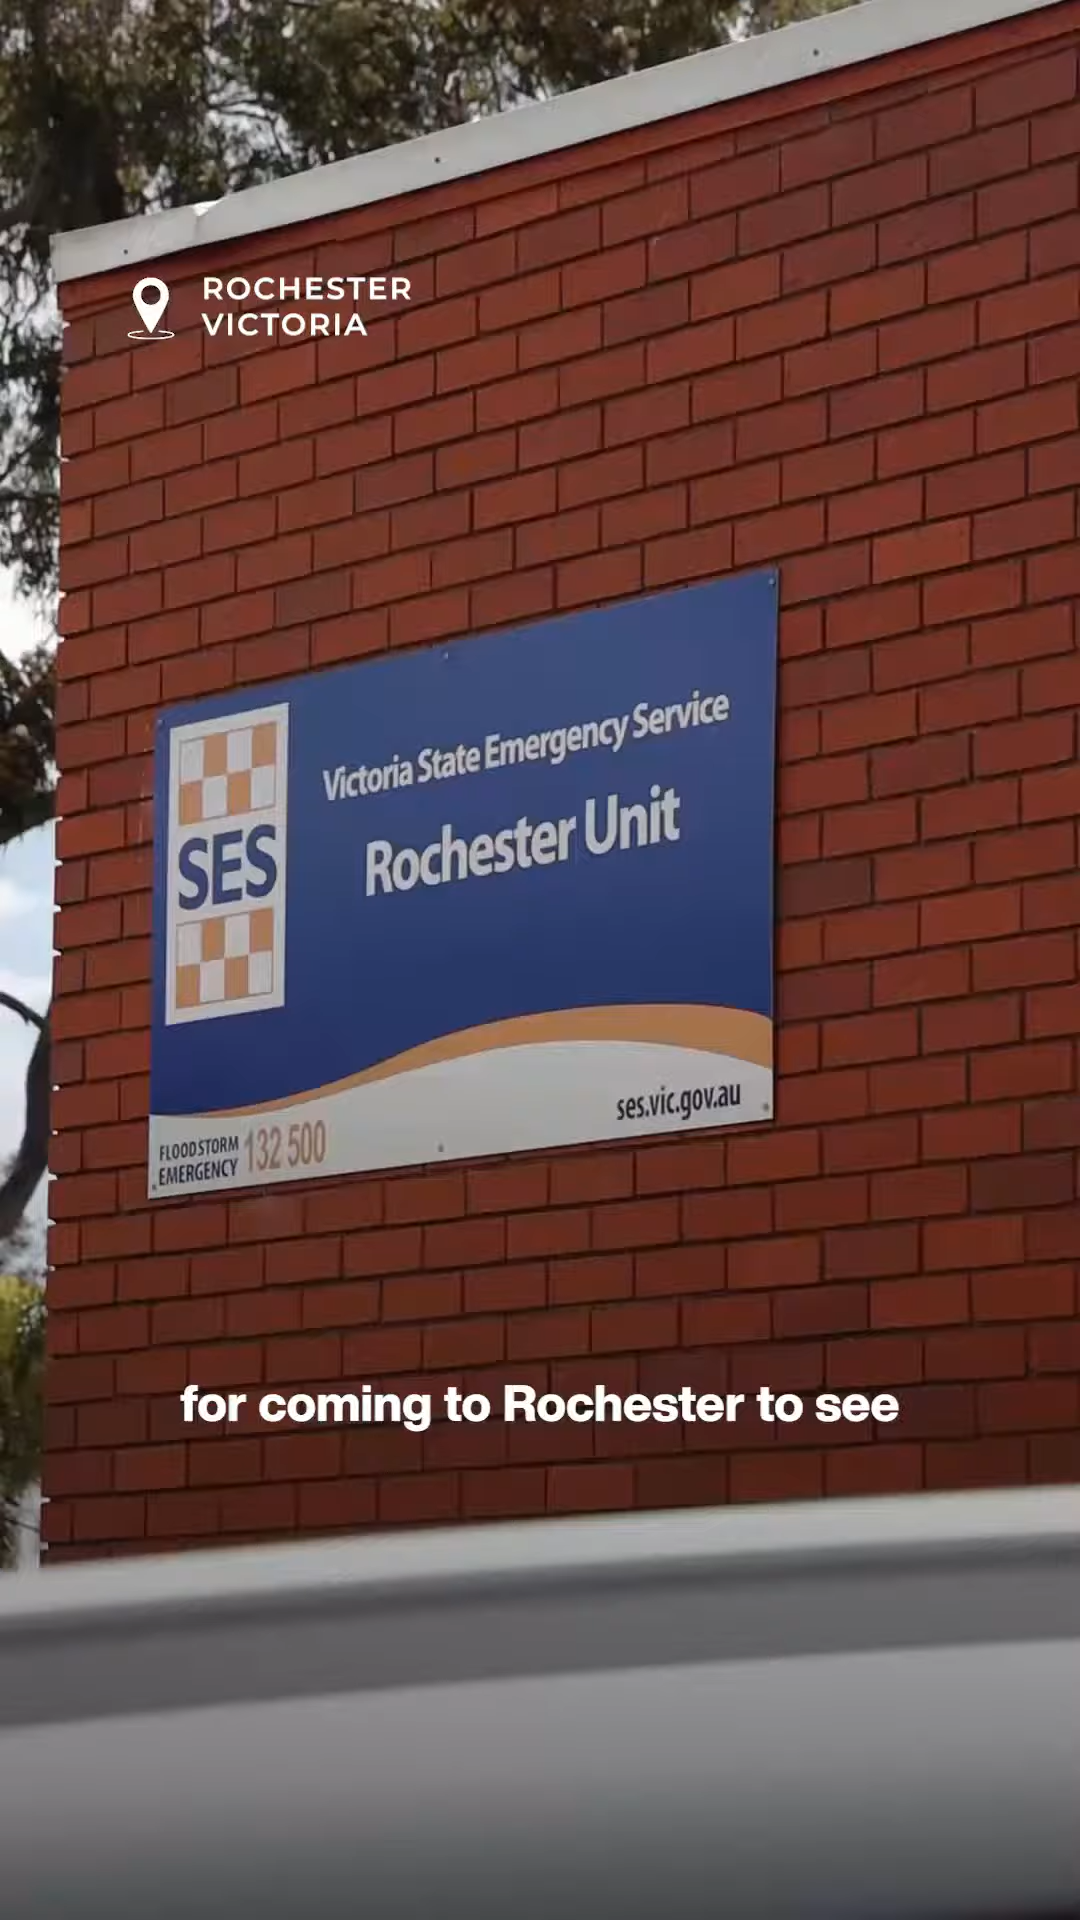 ROCHESTER
VICTORIA
Victoria State Emergency Service
Rochester Unit
SES
ses.vic.gov.au
FLOOD STORM
EMERGENCY 132 500
for coming to Rochester to see